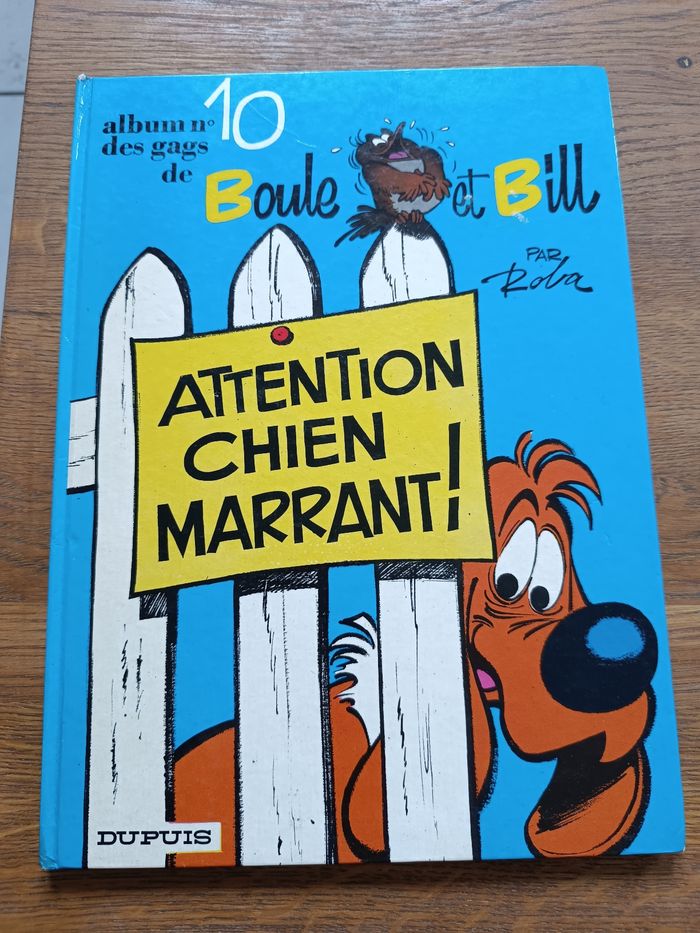 album n° 10
des gags
de Boule et Bill
PAR
Roba
ATTENTION
CHIEN
MARRANT!
DUPUIS